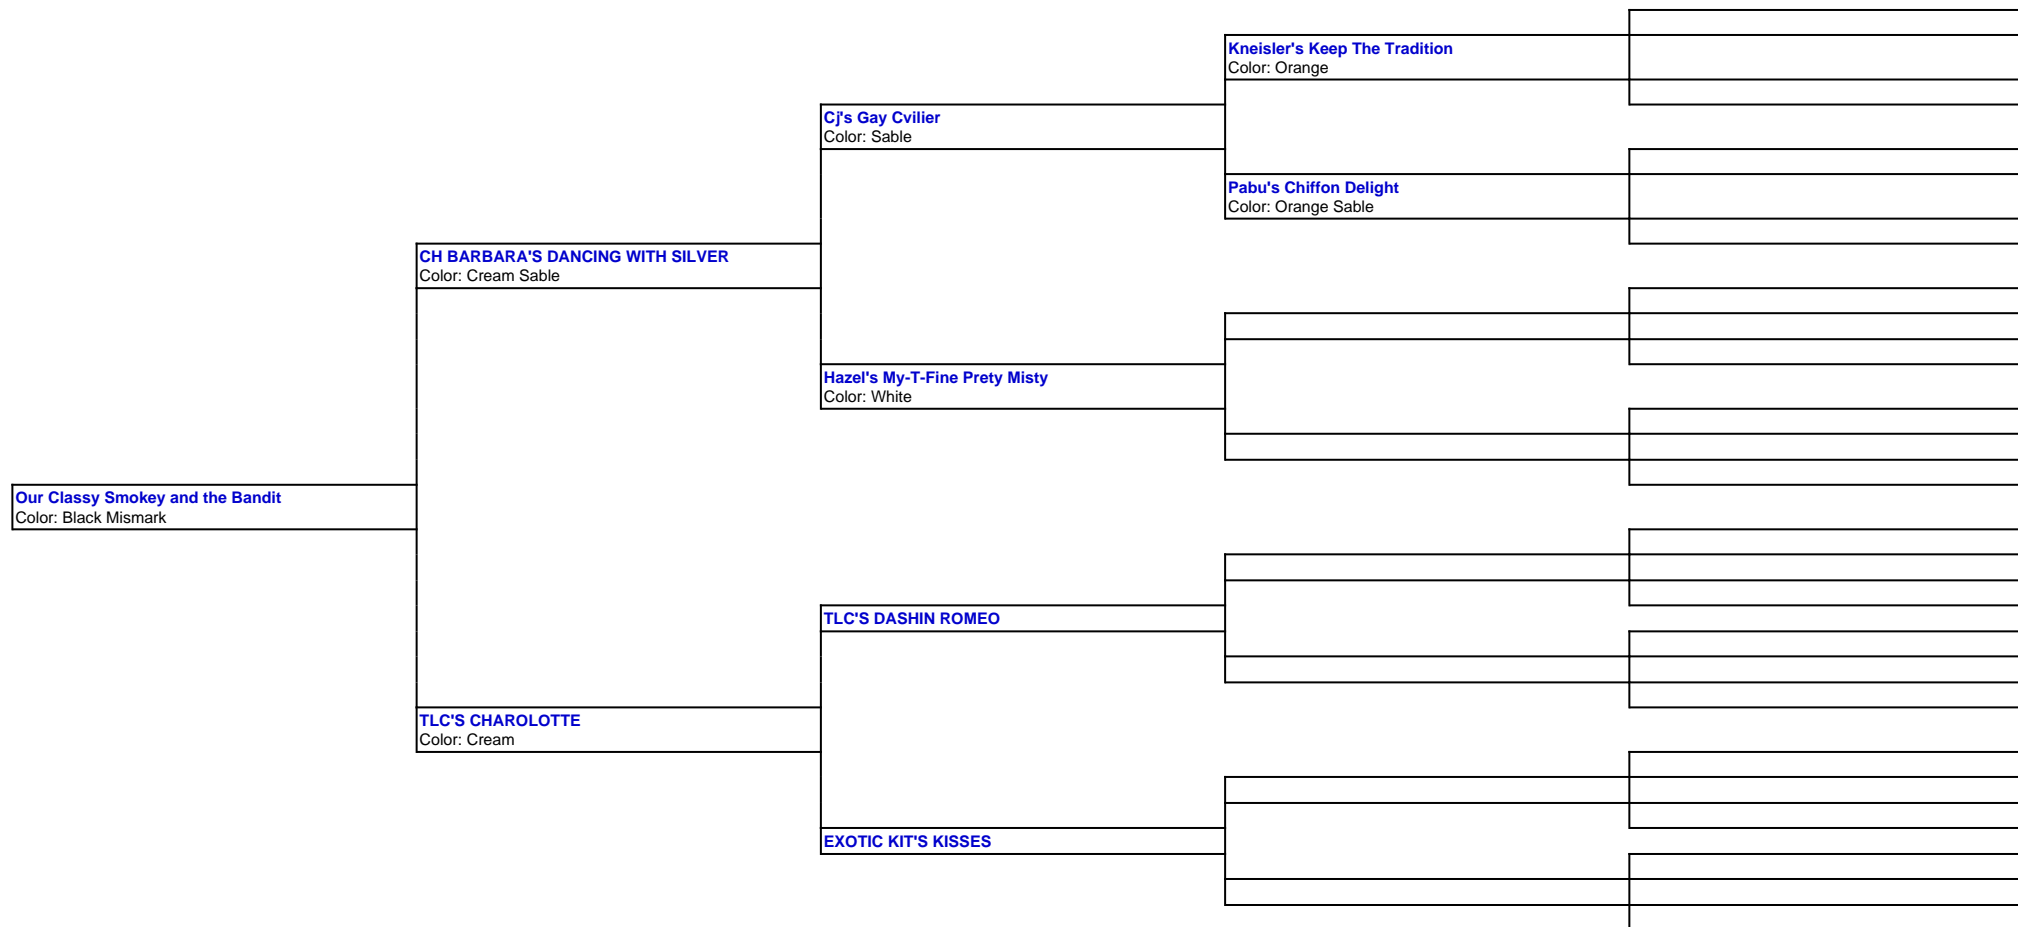 Kneisler's Keep The Tradition
Color: Orange
Cj's Gay Cvilier
Color: Sable
Pabu's Chiffon Delight
Color: Orange Sable
CH BARBARA'S DANCING WITH SILVER
Color: Cream Sable
Hazel's My-T-Fine Prety Misty
Color: White
Our Classy Smokey and the Bandit
Color: Black Mismark
TLC'S DASHIN ROMEO
TLC'S CHAROLOTTE
Color: Cream
EXOTIC KIT'S KISSES